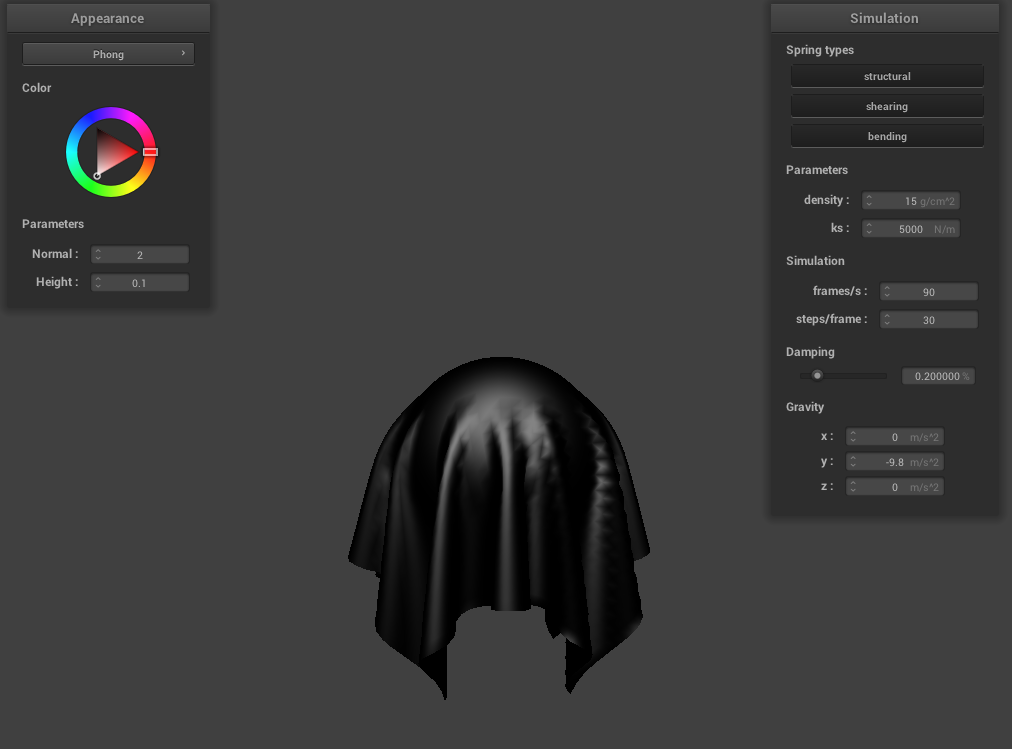 Appearance
Phong
Color
Parameters
Normal : 2
Height : 0.1
Simulation
Spring types
structural
shearing
bending
Parameters
density : 15 g/cm^2
ks : 5000 N/m
Simulation
frames/s : 90
steps/frame : 30
Damping
0.200000 %
Gravity
x : 0 m/s^2
y : -9.8 m/s^2
z : 0 m/s^2